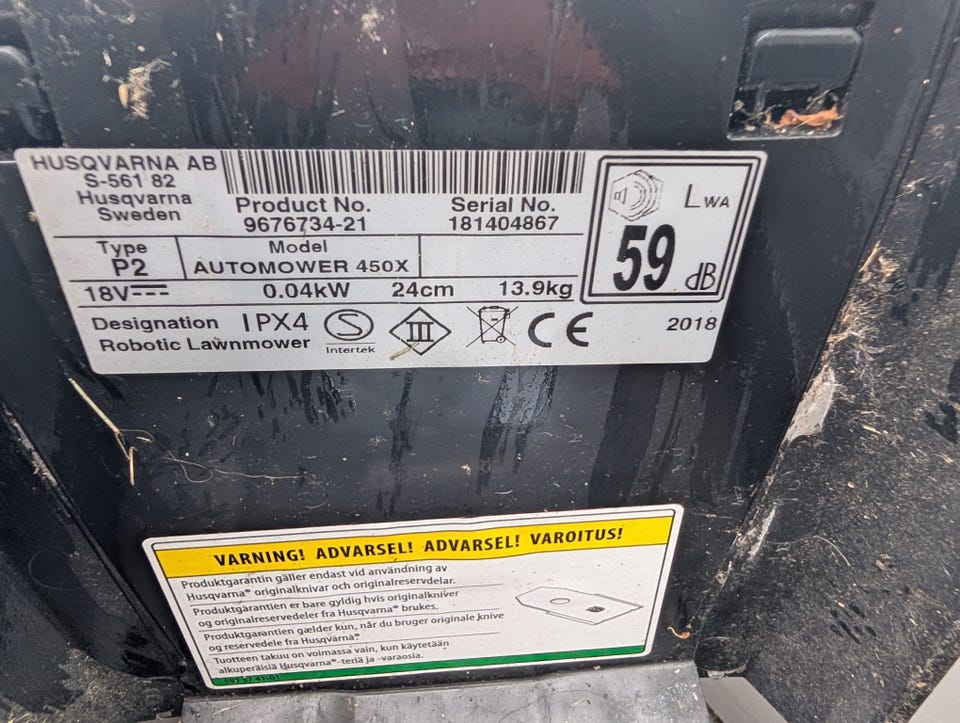 HUSQVARNA AB
S-561 82
Husqvarna
Sweden
Product No.
9676734-21
Serial No.
181404867
Type
P2
Model
AUTOMOWER 450X
18V 0.04kW 24cm 13.9kg
LWA
59
dB
Designation
Robotic Lawnmower
IPX4
S
Intertek
III
CE
2018
VARNING! ADVARSEL! ADVARSEL! VAROITUS!
Produktgarantin gäller endast vid användning av
Husqvarna® originalknivar och originalreservdelar.
Produktgarantien er bare gyldig hvis originalkniver
og originalreservedeler fra Husqvarna® brukes.
Produktgarantien gælder kun, når du bruger originale knive
og reservedele fra Husqvarna®.
Tuotteen takuu on voimassa vain, kun käytetään
alkuperäisiä Husqvarna®-teriä ja -varaosia.